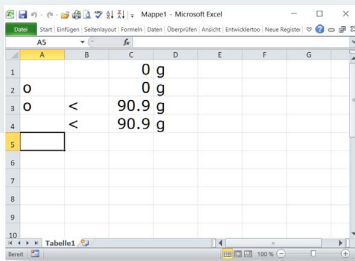 Mappe1 - Microsoft Excel
Datei Start Einfügen Seitenlayout Formeln Daten Überprüfen Ansicht Entwicklertoo Neue Register
A5 fx
A B C D E F G
1 0 g
2 o 0 g
3 o < 90.9 g
4 < 90.9 g
5
6
7
8
9
10
Tabelle1
Bereit 100 %